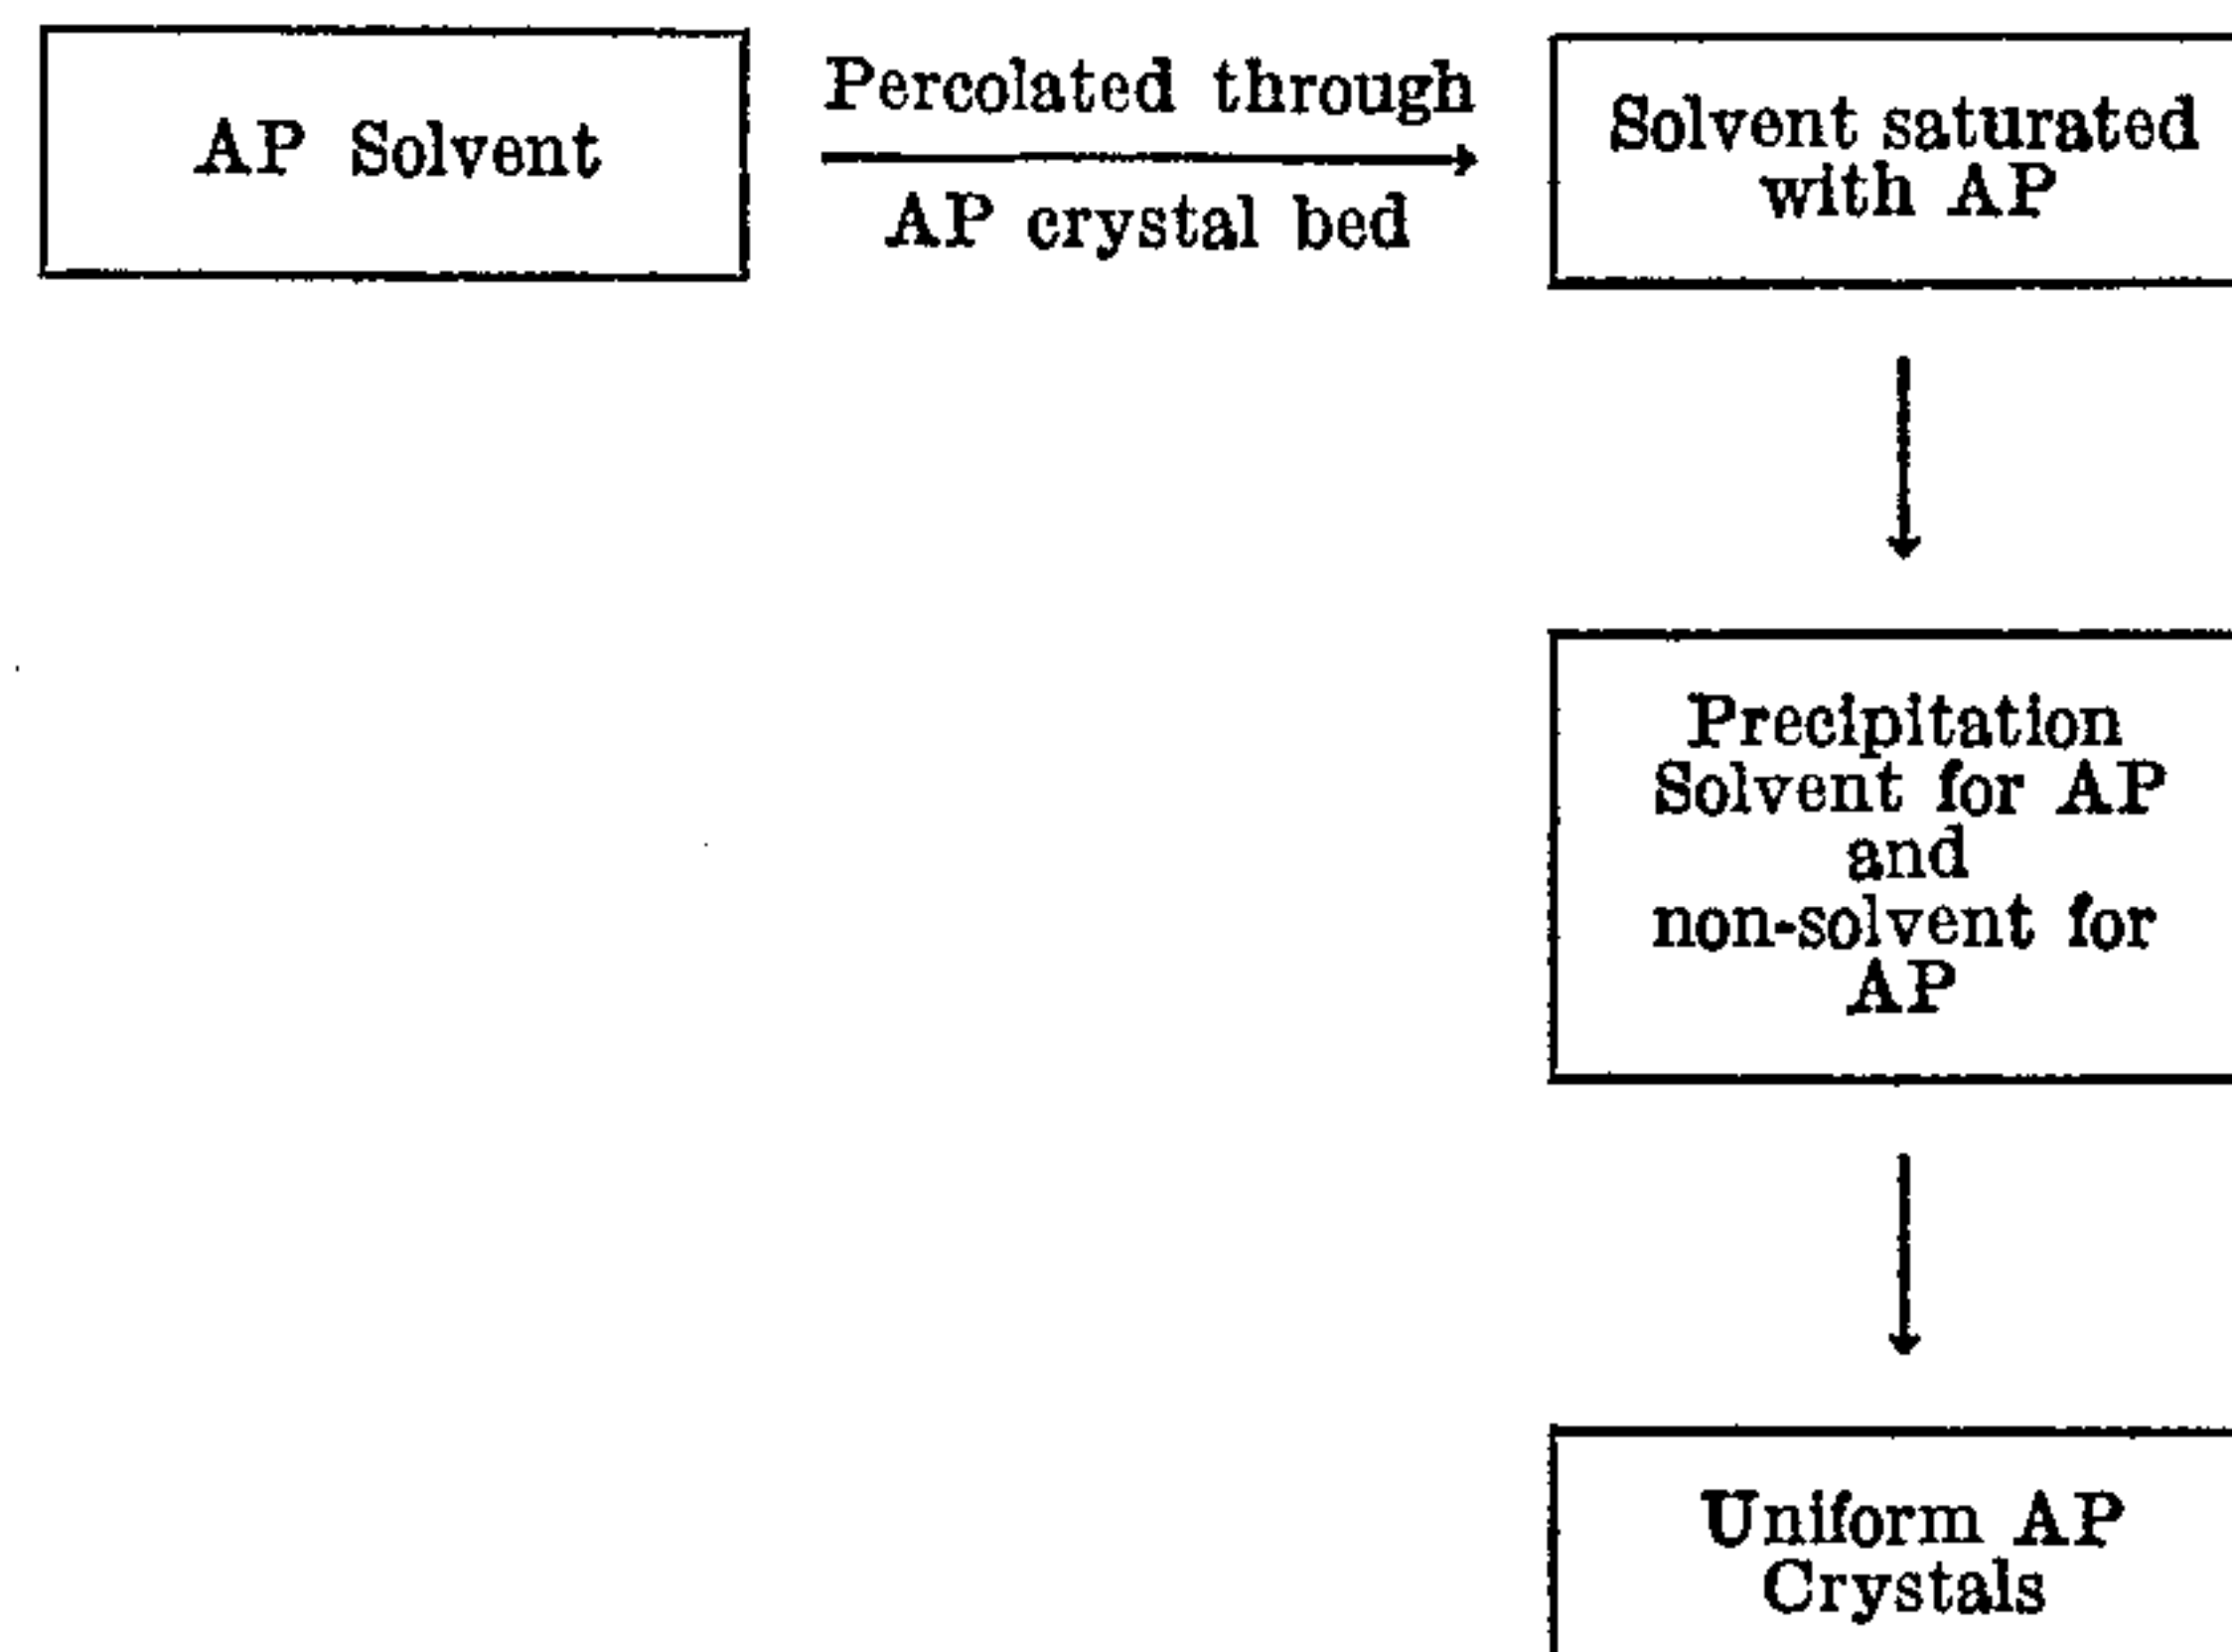 AP Solvent
Percolated through
AP crystal bed
Solvent saturated
with AP
Precipitation
Solvent for AP
and
non-solvent for
AP
Uniform AP
Crystals